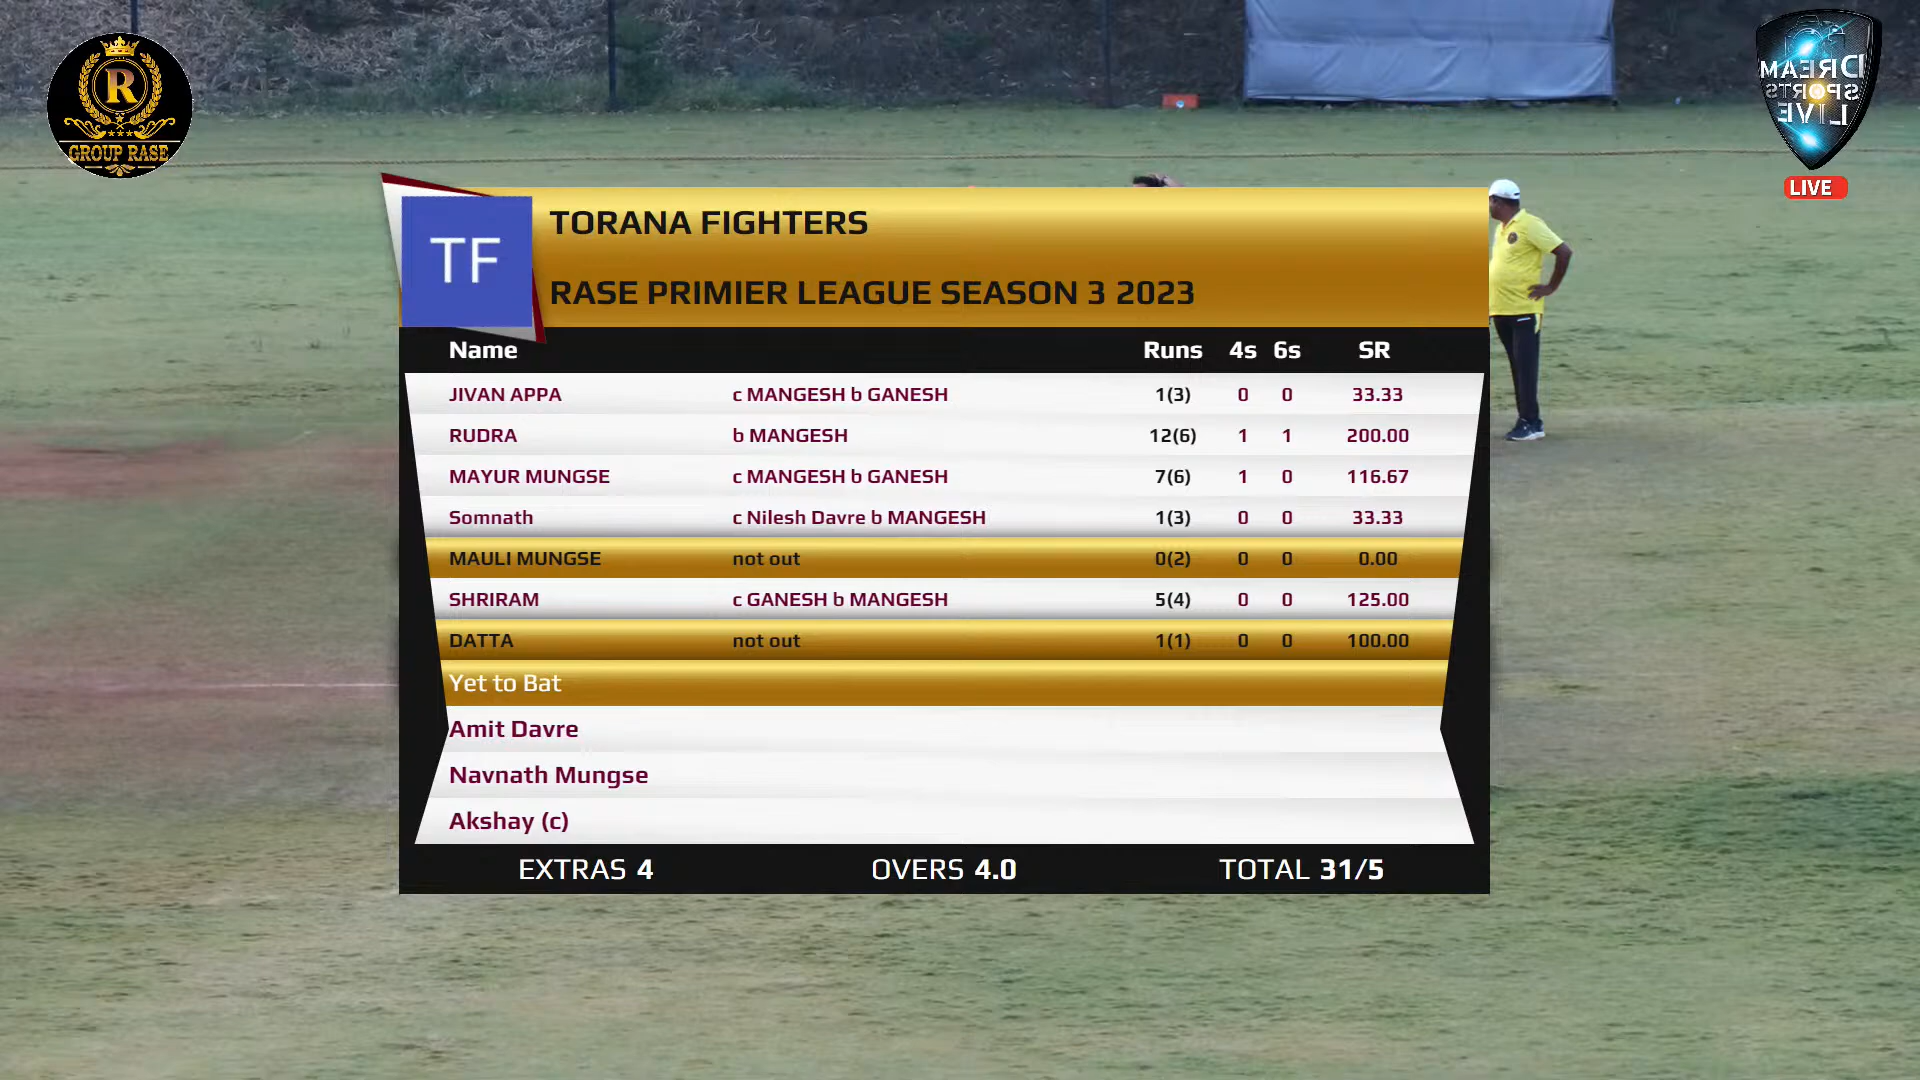 R
GROUP RASE
DREAM
SPORTS
LIVE
LIVE
TF
TORANA FIGHTERS
RASE PRIMIER LEAGUE SEASON 3 2023
Name Runs 4s 6s SR
JIVAN APPA c MANGESH b GANESH 1(3) 0 0 33.33
RUDRA b MANGESH 12(6) 1 1 200.00
MAYUR MUNGSE c MANGESH b GANESH 7(6) 1 0 116.67
Somnath c Nilesh Davre b MANGESH 1(3) 0 0 33.33
MAULI MUNGSE not out 0(2) 0 0 0.00
SHRIRAM c GANESH b MANGESH 5(4) 0 0 125.00
DATTA not out 1(1) 0 0 100.00
Yet to Bat
Amit Davre
Navnath Mungse
Akshay (c)
EXTRAS 4 OVERS 4.0 TOTAL 31/5